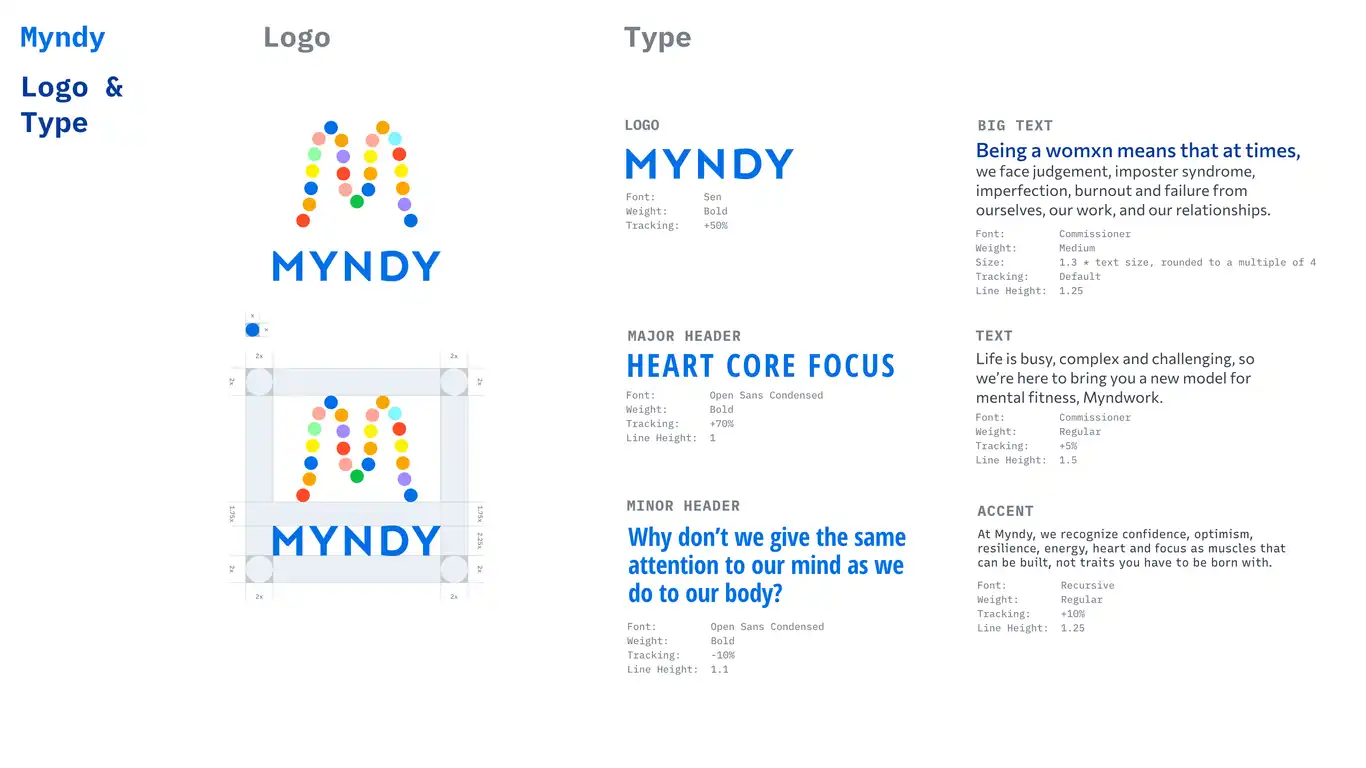 Myndy
Logo &
Type
Logo
MYNDY
x
x
2x
2x
2x
2x
MYNDY
1.75x
1.75x
2.25x
2x
2x
2x
2x
Type
LOGO
MYNDY
Font: Sen
Weight: Bold
Tracking: +50%
MAJOR HEADER
HEART CORE FOCUS
Font: Open Sans Condensed
Weight: Bold
Tracking: +70%
Line Height: 1
MINOR HEADER
Why don’t we give the same
attention to our mind as we
do to our body?
Font: Open Sans Condensed
Weight: Bold
Tracking: -10%
Line Height: 1.1
BIG TEXT
Being a womxn means that at times,
we face judgement, imposter syndrome,
imperfection, burnout and failure from
ourselves, our work, and our relationships.
Font: Commissioner
Weight: Medium
Size: 1.3 * text size, rounded to a multiple of 4
Tracking: Default
Line Height: 1.25
TEXT
Life is busy, complex and challenging, so
we’re here to bring you a new model for
mental fitness, Myndwork.
Font: Commissioner
Weight: Regular
Tracking: +5%
Line Height: 1.5
ACCENT
At Myndy, we recognize confidence, optimism,
resilience, energy, heart and focus as muscles that
can be built, not traits you have to be born with.
Font: Recursive
Weight: Regular
Tracking: +10%
Line Height: 1.25